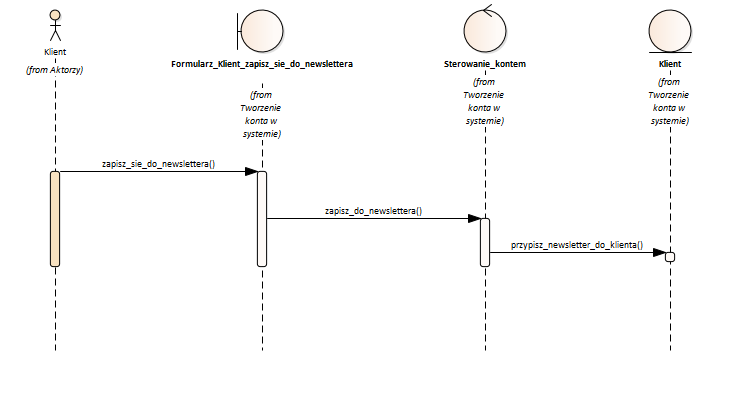 Klient
(from Aktorzy)
Formularz_Klient_zapisz_sie_do_newslettera
(from
Tworzenie
konta w
systemie)
Sterowanie_kontem
(from
Tworzenie
konta w
systemie)
Klient
(from
Tworzenie
konta w
systemie)
zapisz_sie_do_newslettera()
zapisz_do_newslettera()
przypisz_newsletter_do_klienta()